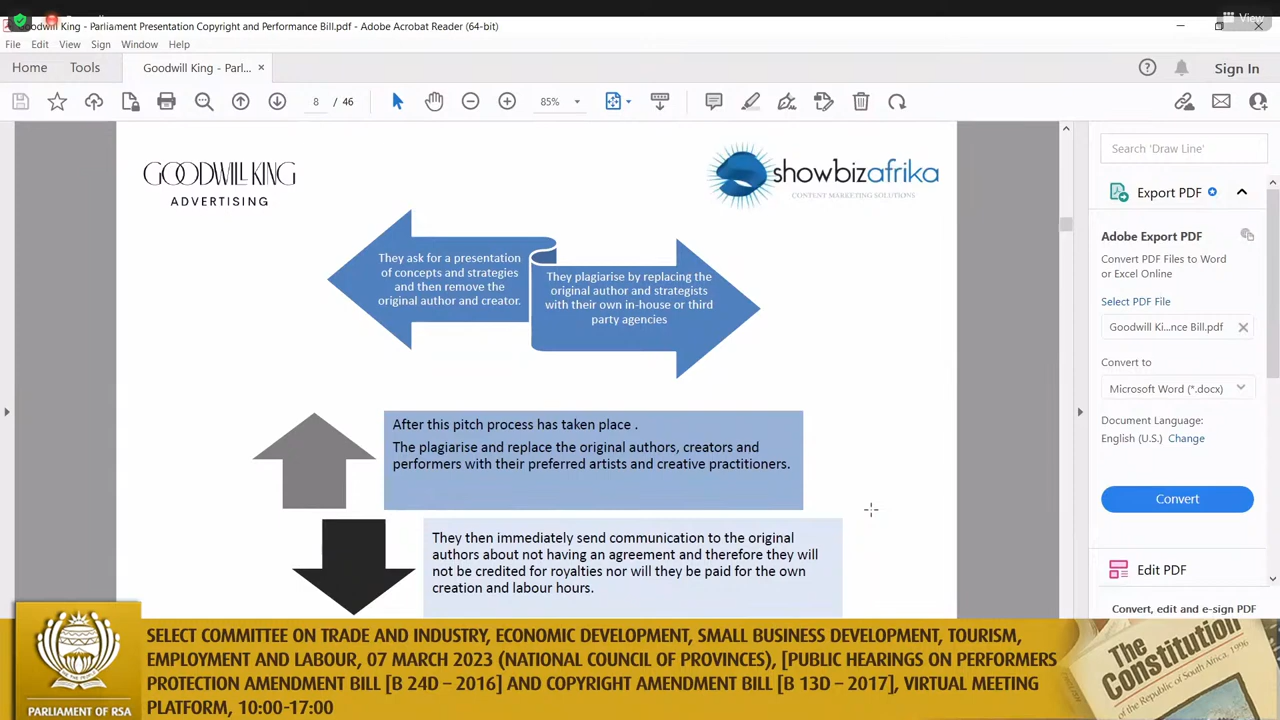 Goodwill King - Parliament Presentation Copyright and Performance Bill.pdf - Adobe Acrobat Reader (64-bit)
View
File Edit View Sign Window Help
Home Tools Goodwill King - Parl... × Sign In
8 / 46 85%
GOODWILL KING
ADVERTISING
showbizafrika
CONTENT MARKETING SOLUTIONS
They ask for a presentation
of concepts and strategies
and then remove the
original author and creator.
They plagiarise by replacing the
original author and strategists
with their own in-house or third
party agencies
After this pitch process has taken place .
The plagiarise and replace the original authors, creators and
performers with their preferred artists and creative practitioners.
They then immediately send communication to the original
authors about not having an agreement and therefore they will
not be credited for royalties nor will they be paid for the own
creation and labour hours.
Search 'Draw Line'
Export PDF
Adobe Export PDF
Convert PDF Files to Word
or Excel Online
Select PDF File
Goodwill Ki...nce Bill.pdf
Convert to
Microsoft Word (*.docx)
Document Language:
English (U.S.) Change
Convert
Edit PDF
Convert, edit and e-sign PDF
PARLIAMENT OF RSA
SELECT COMMITTEE ON TRADE AND INDUSTRY, ECONOMIC DEVELOPMENT, SMALL BUSINESS DEVELOPMENT, TOURISM,
EMPLOYMENT AND LABOUR, 07 MARCH 2023 (NATIONAL COUNCIL OF PROVINCES), [PUBLIC HEARINGS ON PERFORMERS
PROTECTION AMENDMENT BILL [B 24D – 2016] AND COPYRIGHT AMENDMENT BILL [B 13D – 2017], VIRTUAL MEETING
PLATFORM, 10:00-17:00
The
Constitution
of the Republic of South Africa, 1996